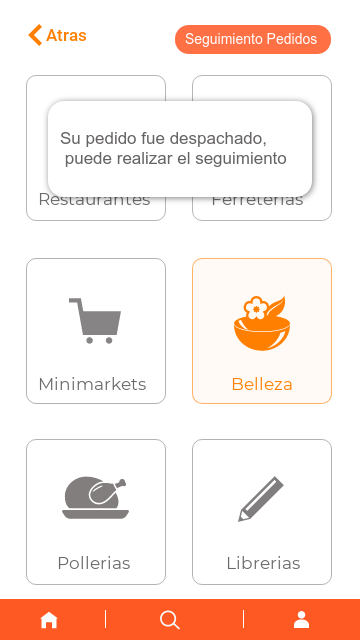 Atras
Seguimiento Pedidos
Su pedido fue despachado,
puede realizar el seguimiento
Restaurantes
Ferreterias
Minimarkets
Belleza
Pollerias
Librerias